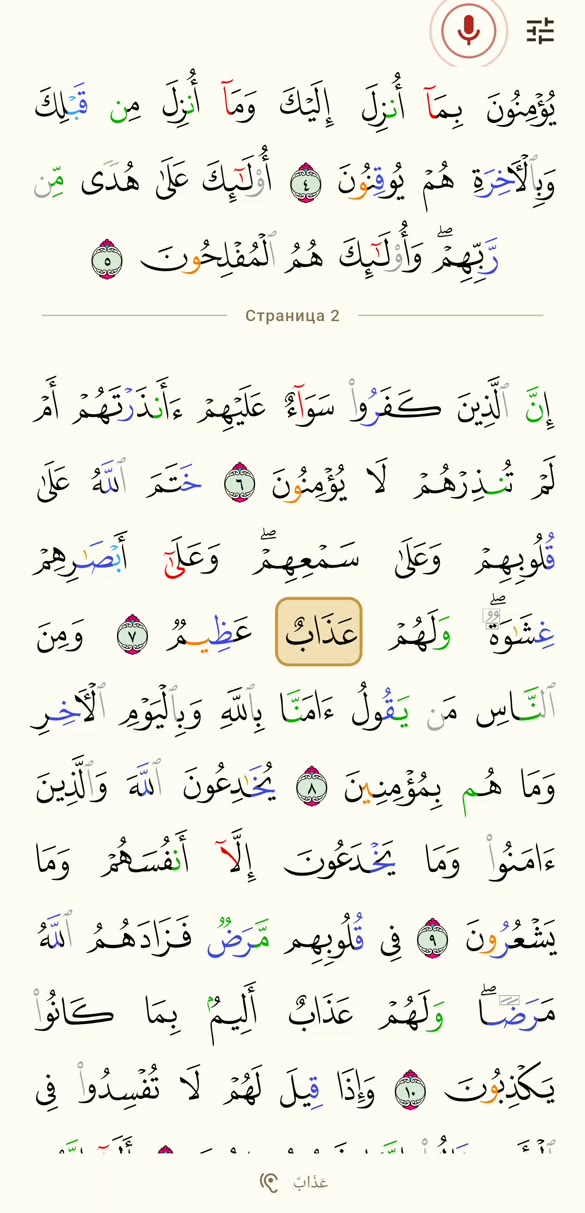 يُؤْمِنُونَ بِمَآ أُنزِلَ إِلَيْكَ وَمَآ أُنزِلَ مِن قَبْلِكَ
وَبِٱلْأَخِرَةِ هُمْ يُوقِنُونَ ٤ أُو۟لَـٰٓئِكَ عَلَىٰ هُدًى مِّن
رَّبِّهِمْ ۖ وَأُو۟لَـٰٓئِكَ هُمُ ٱلْمُفْلِحُونَ ٥
Страница 2
إِنَّ ٱلَّذِينَ كَفَرُوا۟ سَوَآءٌ عَلَيْهِمْ ءَأَنذَرْتَهُمْ أَمْ
لَمْ تُنذِرْهُمْ لَا يُؤْمِنُونَ ٦ خَتَمَ ٱللَّهُ عَلَىٰ
قُلُوبِهِمْ وَعَلَىٰ سَمْعِهِمْ ۖ وَعَلَىٰٓ أَبْصَـٰرِهِمْ
غِشَـٰوَةٌ ۖ وَلَهُمْ عَذَابٌ عَظِيمٌ ٧ وَمِنَ
ٱلنَّاسِ مَن يَقُولُ ءَامَنَّا بِٱللَّهِ وَبِٱلْيَوْمِ ٱلْأَخِرِ
وَمَا هُم بِمُؤْمِنِينَ ٨ يُخَـٰدِعُونَ ٱللَّهَ وَٱلَّذِينَ
ءَامَنُوا۟ وَمَا يَخْدَعُونَ إِلَّآ أَنفُسَهُمْ وَمَا
يَشْعُرُونَ ٩ فِى قُلُوبِهِم مَّرَضٌ فَزَادَهُمُ ٱللَّهُ
مَرَضًا ۖ وَلَهُمْ عَذَابٌ أَلِيمٌۢ بِمَا كَانُوا۟
يَكْذِبُونَ ١٠ وَإِذَا قِيلَ لَهُمْ لَا تُفْسِدُوا۟ فِى
عَذَابٌ